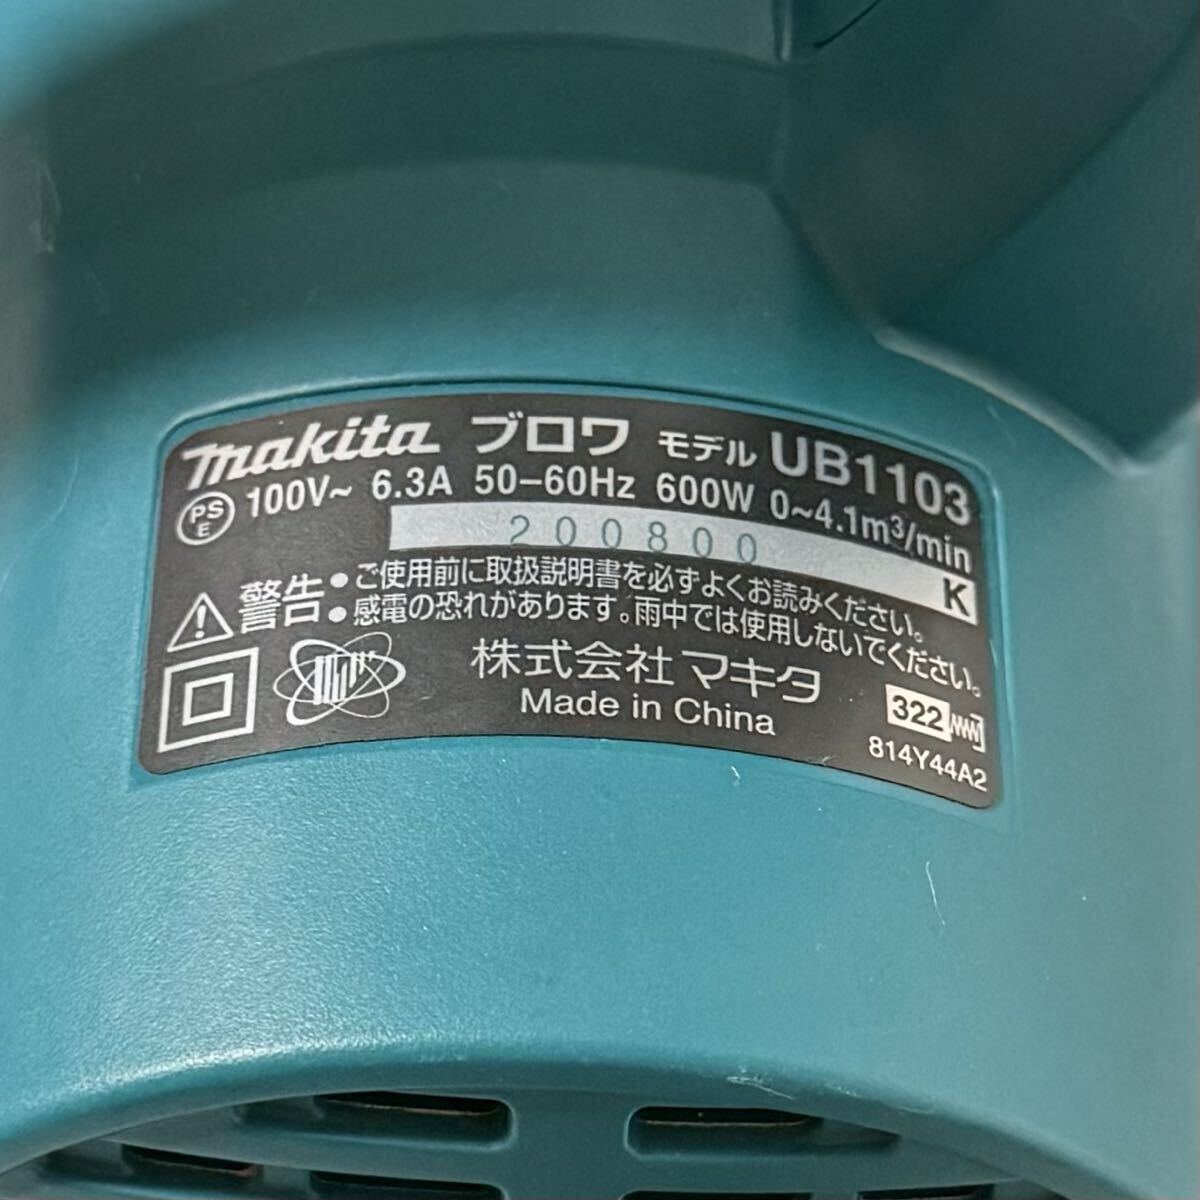 makita ブロワ モデル UB1103
PS E 100V~ 6.3A 50-60Hz 600W 0~4.1m³/min
200800 K
警告 • ご使用前に取扱説明書を必ずよくお読みください。
• 感電の恐れがあります。雨中では使用しないでください。
株式会社 マキタ
Made in China
322
814Y44A2